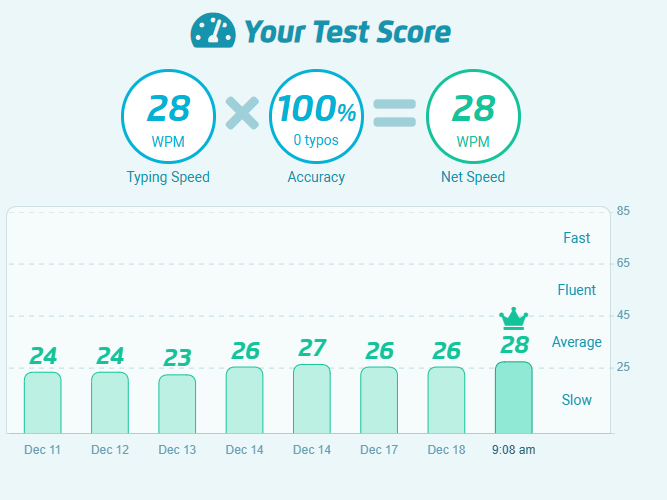 Your Test Score
28 × 100% = 28
WPM 0 typos WPM
Typing Speed Accuracy Net Speed
85
Fast
65
Fluent
45
24 24 23 26 27 26 26 28
Average
25
Slow
Dec 11 Dec 12 Dec 13 Dec 14 Dec 14 Dec 17 Dec 18 9:08 am